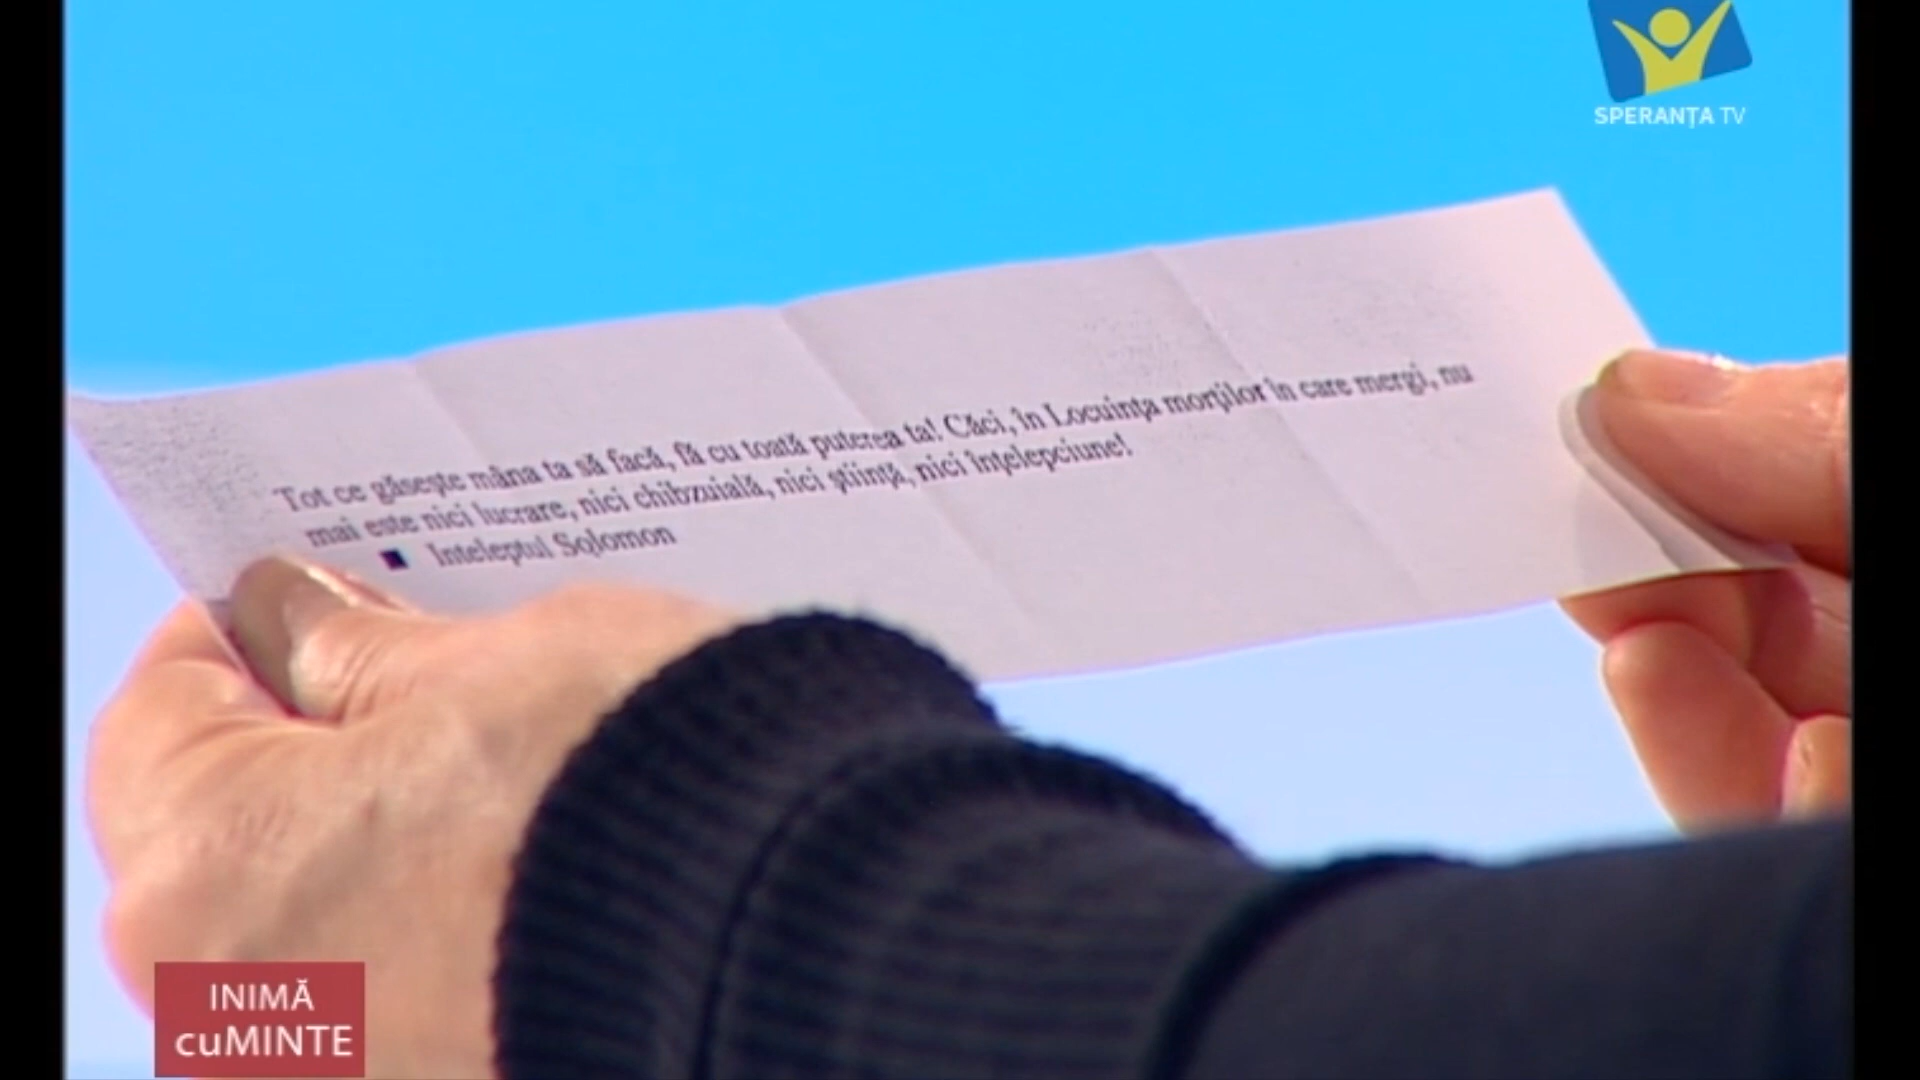 SPERANȚA TV
Tot ce găsește mâna ta să facă, fă cu toată puterea ta! Căci, în Locuința morților în care mergi, nu
mai este nici lucrare, nici chibzuială, nici știință, nici înțelepciune!
Inteleptul Solomon
INIMĂ
cuMINTE